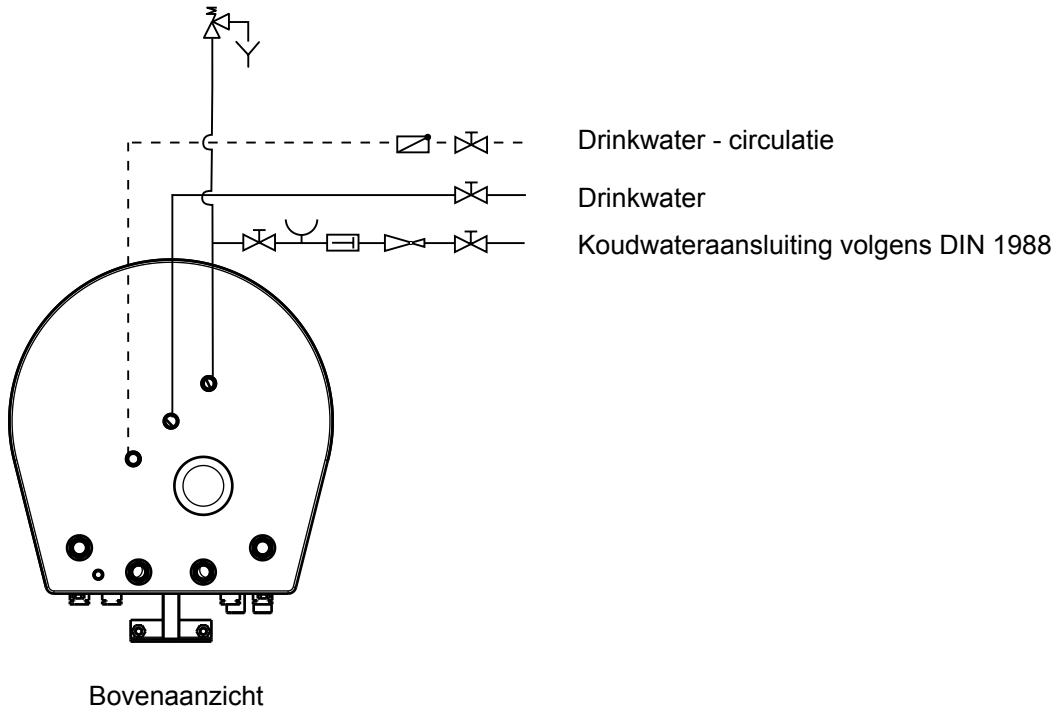 Drinkwater - circulatie
Drinkwater
Koudwateraansluiting volgens DIN 1988
Bovenaanzicht